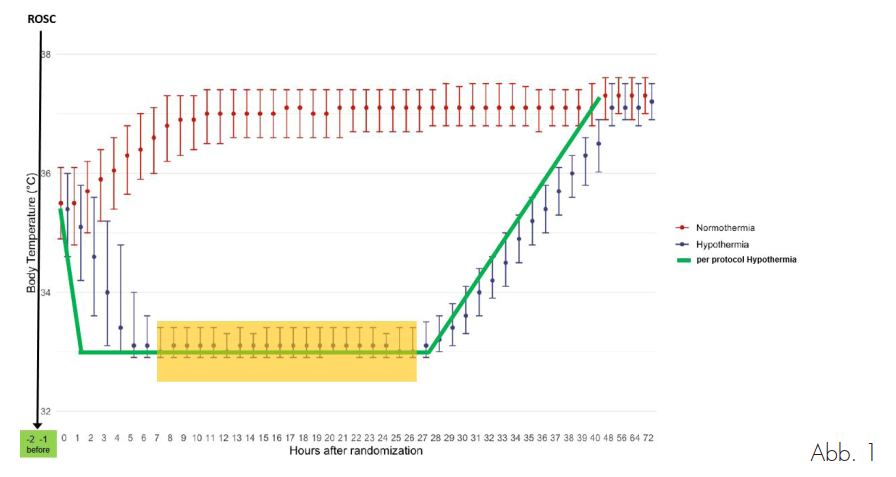 ROSC
38
36
34
32
Body Temperature (°C)
-2 -1
before
0 1 2 3 4 5 6 7 8 9 10 11 12 13 14 15 16 17 18 19 20 21 22 23 24 25 26 27 28 29 30 31 32 33 34 35 36 37 38 39 40 48 56 64 72
Hours after randomization
Normothermia
Hypothermia
per protocol Hypothermia
Abb. 1